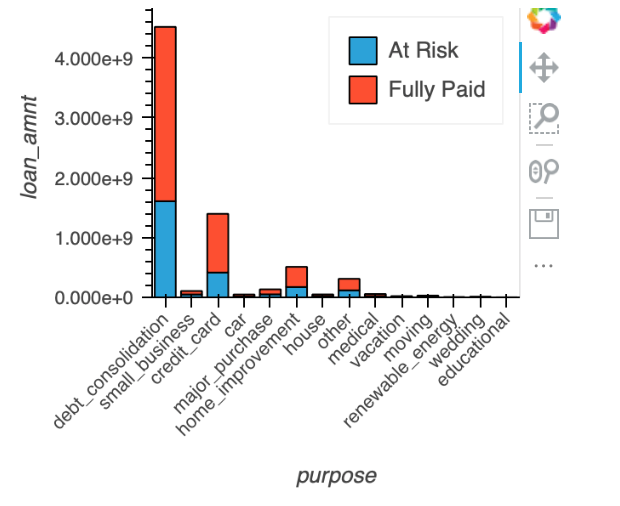 At Risk
Fully Paid
loan_amnt
4.000e+9
3.000e+9
2.000e+9
1.000e+9
0.000e+0
debt_consolidation
small_business
credit_card
car
major_purchase
home_improvement
house
other
medical
vacation
moving
renewable_energy
wedding
educational
purpose